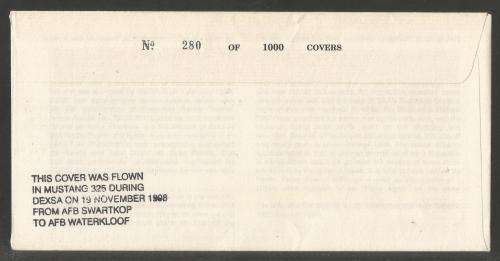 Nº 280 OF 1000 COVERS
THIS COVER WAS FLOWN
IN MUSTANG 325 DURING
DEXSA ON 19 NOVEMBER 1998
FROM AFB SWARTKOP
TO AFB WATERKLOOF